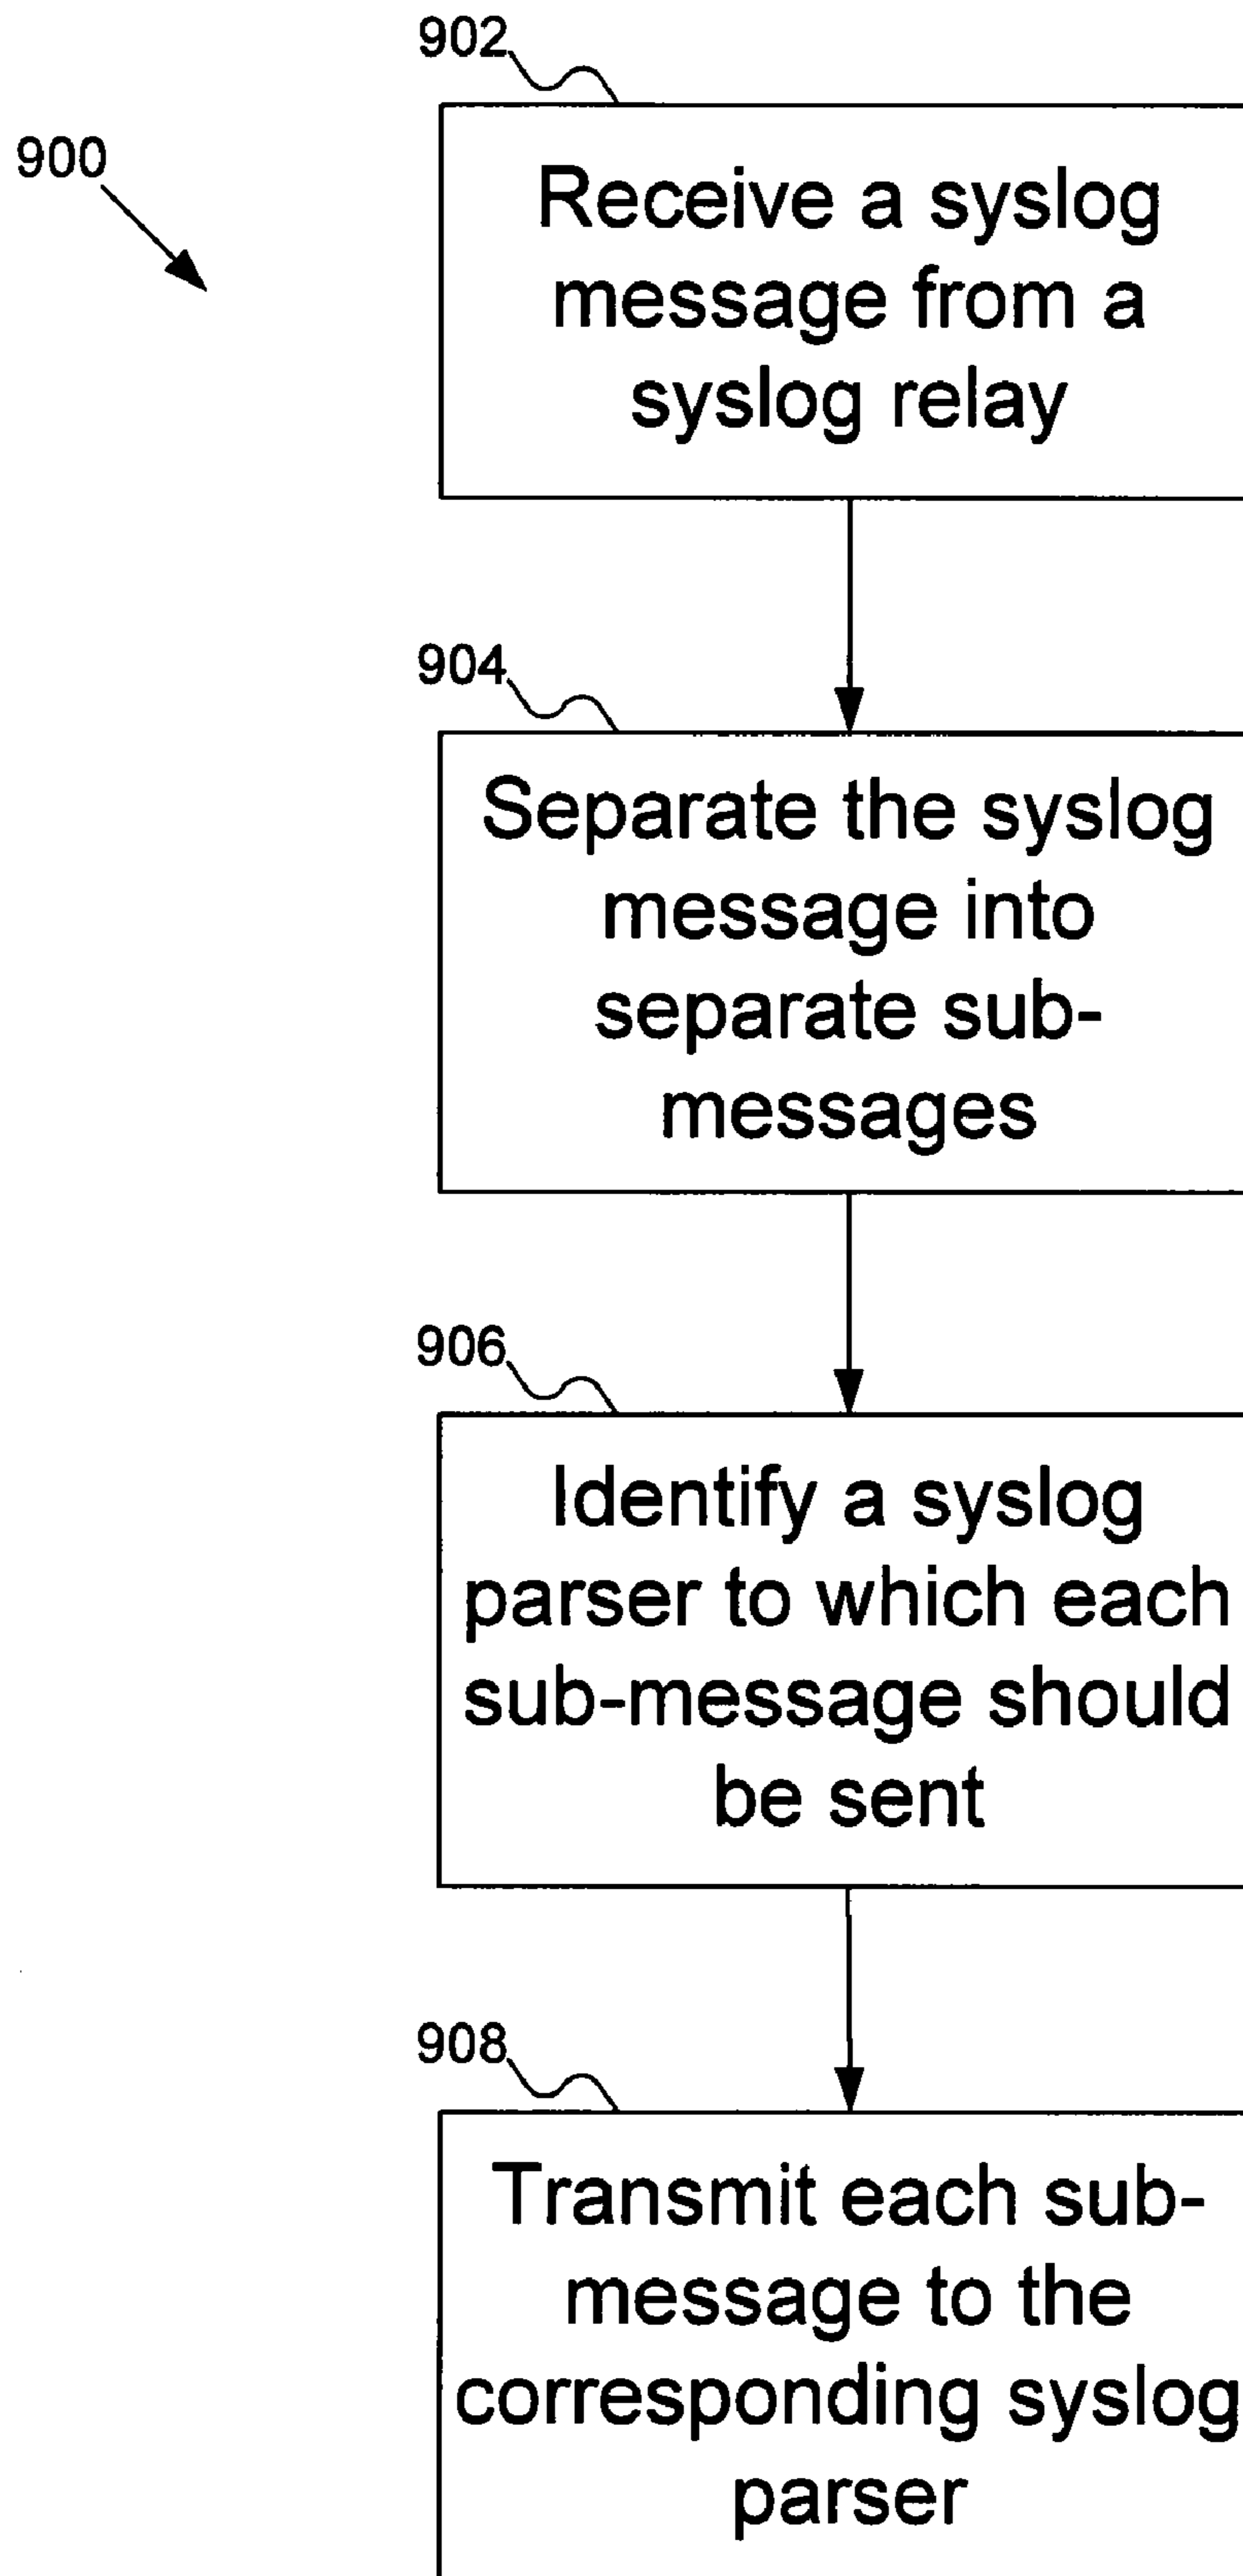 902
900
Receive a syslog
message from a
syslog relay
904
Separate the syslog
message into
separate sub-
messages
906
Identify a syslog
parser to which each
sub-message should
be sent
908
Transmit each sub-
message to the
corresponding syslog
parser